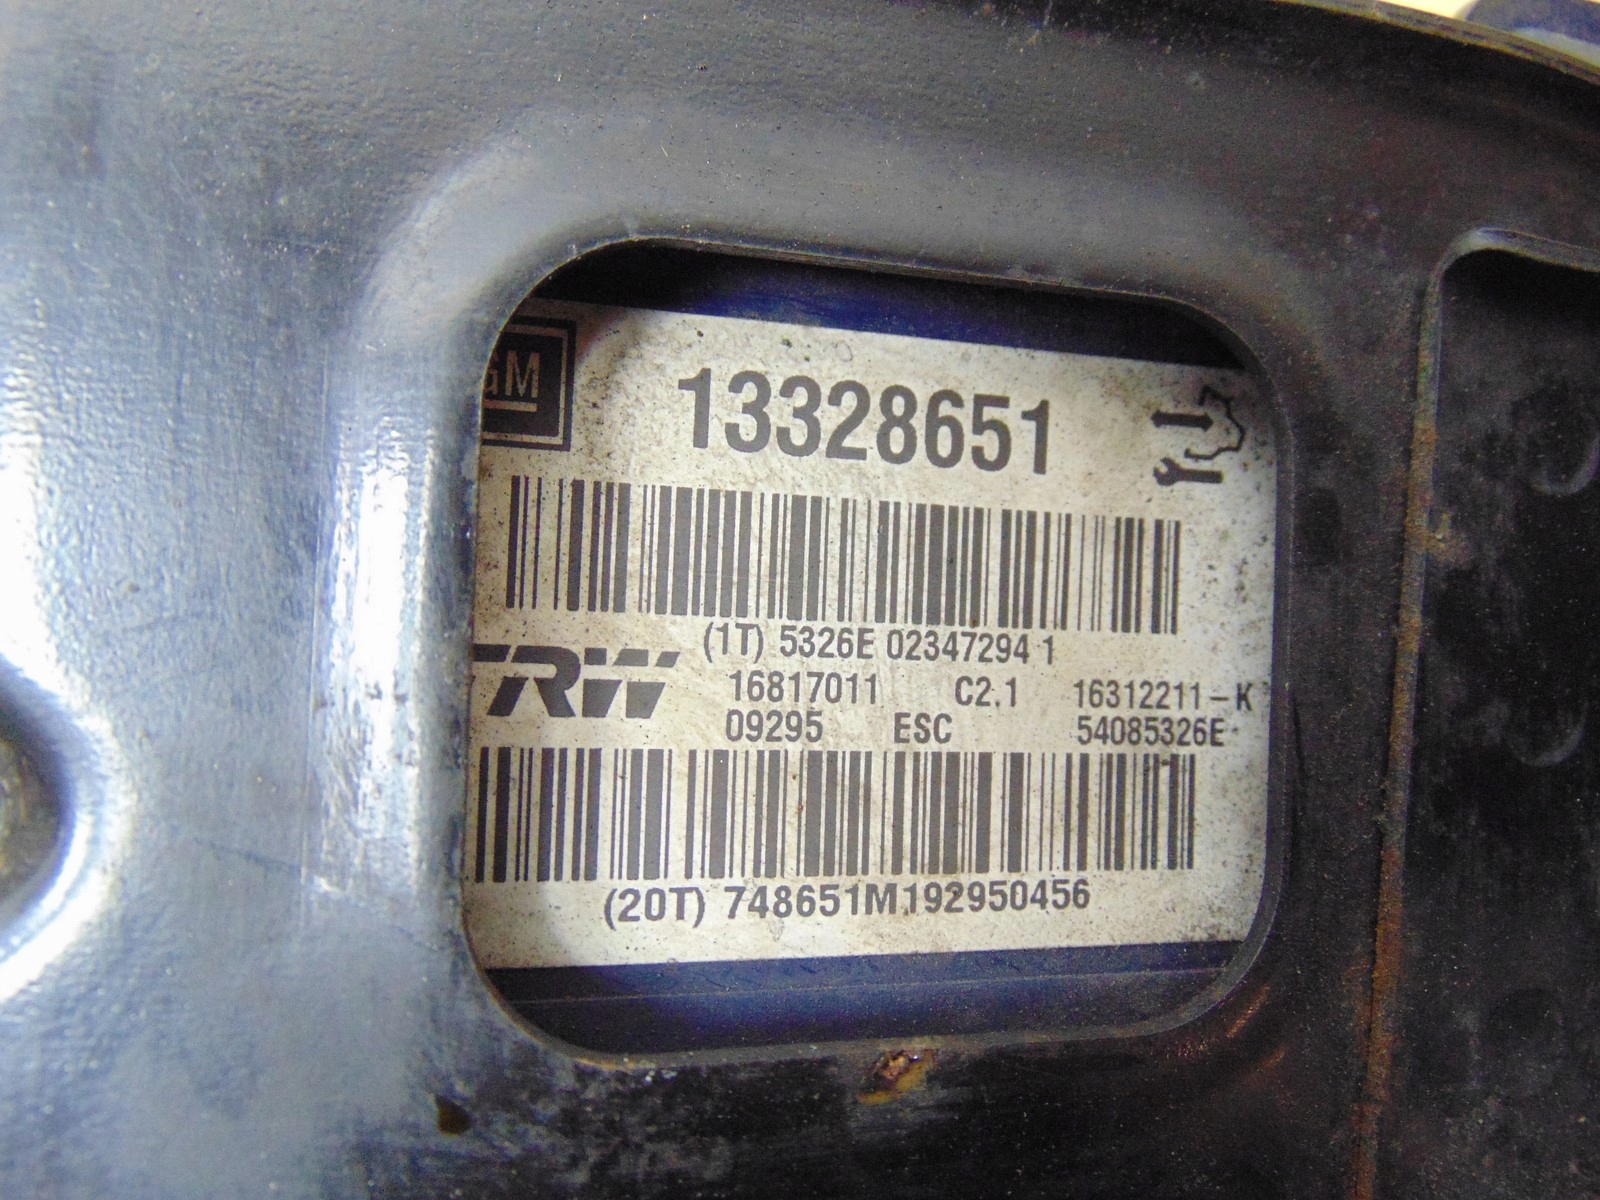 GM
13328651
(1T) 5326E 02347294 1
TRW
16817011 C2.1 16312211-K
09295 ESC 54085326E
(20T) 748651M192950456